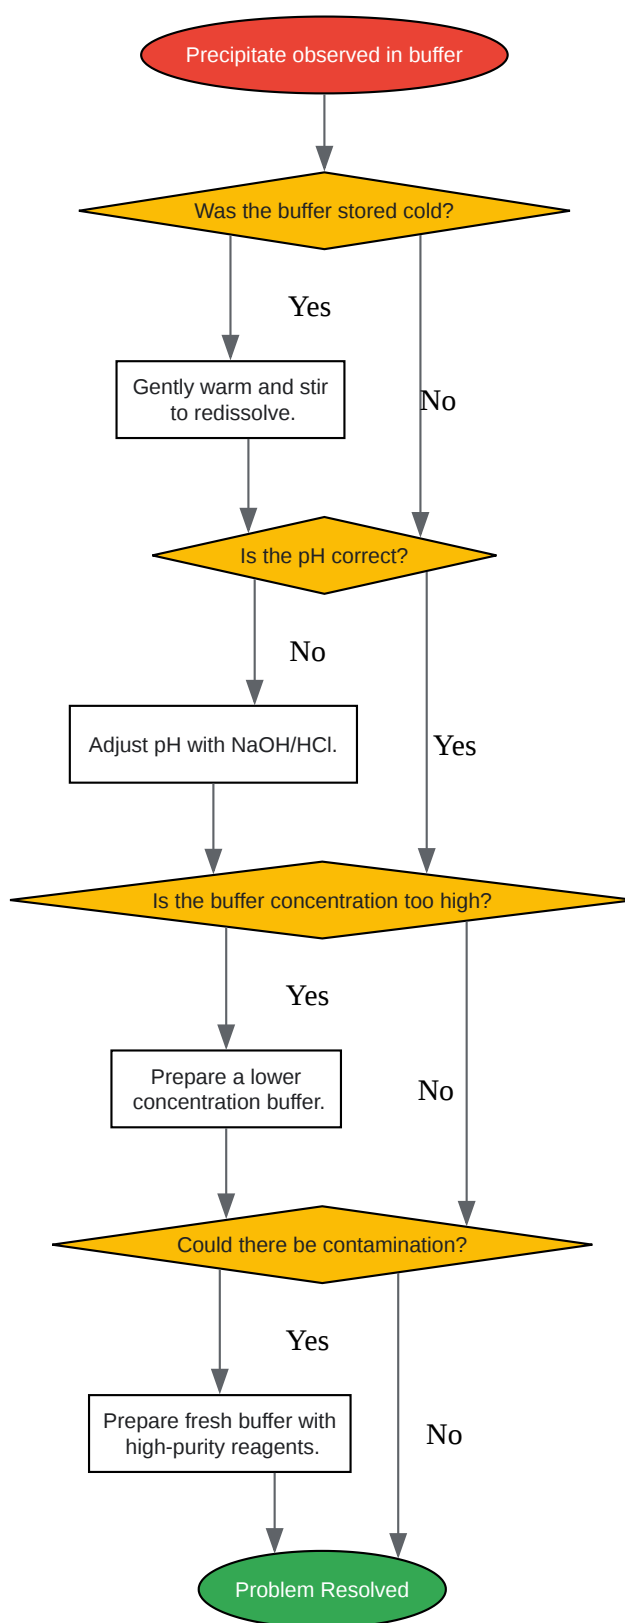 Precipitate observed in buffer
Was the buffer stored cold?
Yes
Gently warm and stir
to redissolve.
No
Is the pH correct?
No
Adjust pH with NaOH/HCl.
Yes
Is the buffer concentration too high?
Yes
Prepare a lower
concentration buffer.
No
Could there be contamination?
Yes
Prepare fresh buffer with
high-purity reagents.
No
Problem Resolved